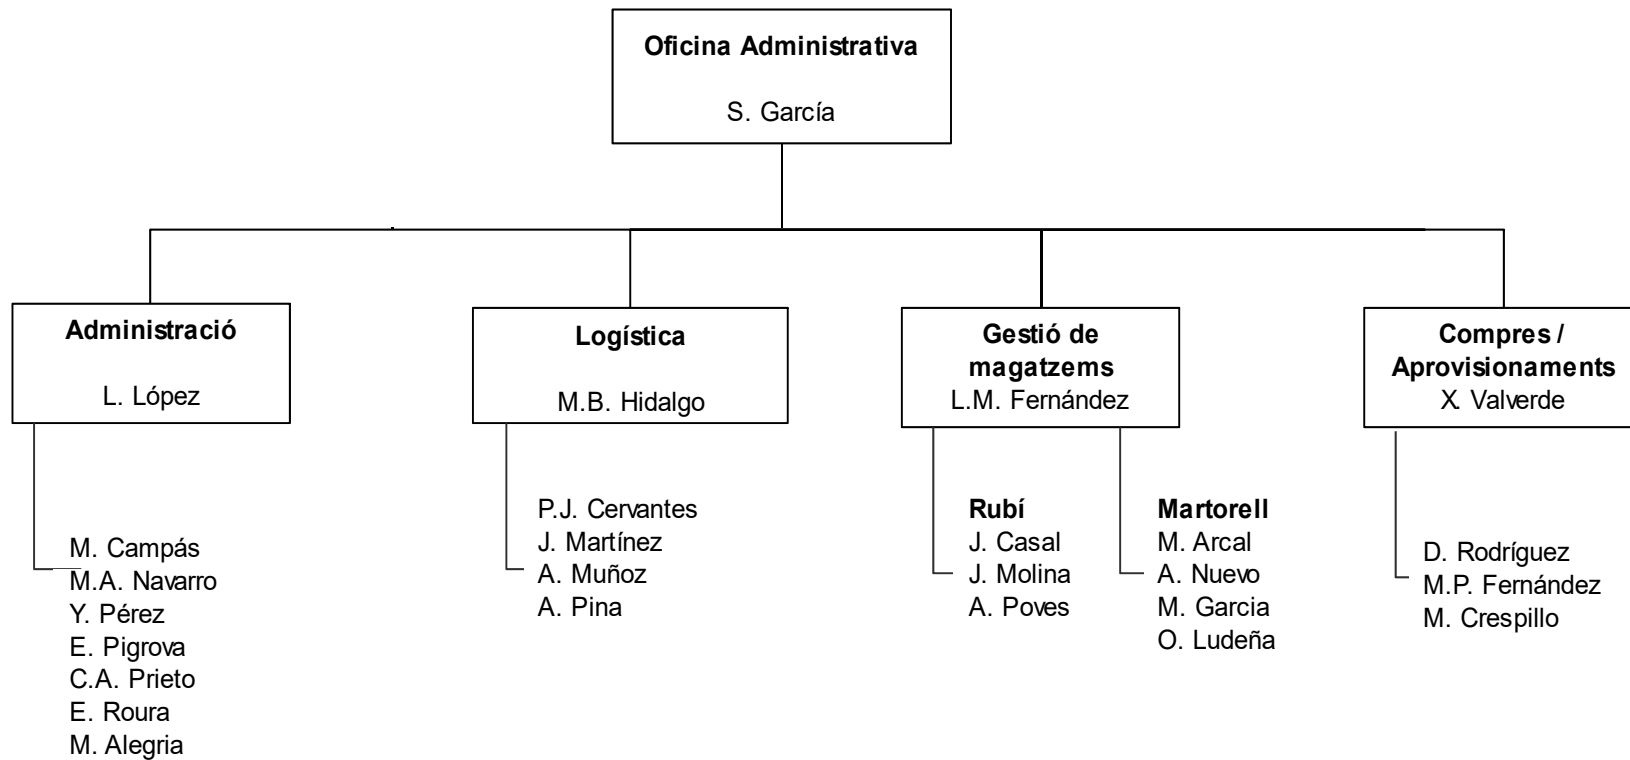 Oficina Administrativa
S. García
Administració
L. López
M. Campás
M.A. Navarro
Y. Pérez
E. Pigrova
C.A. Prieto
E. Roura
M. Alegria
Logística
M.B. Hidalgo
P.J. Cervantes
J. Martínez
A. Muñoz
A. Pina
Gestió de
magatzems
L.M. Fernández
Rubí
J. Casal
J. Molina
A. Poves
Martorell
M. Arcal
A. Nuevo
M. Garcia
O. Ludeña
Compres /
Aprovisionaments
X. Valverde
D. Rodríguez
M.P. Fernández
M. Crespillo